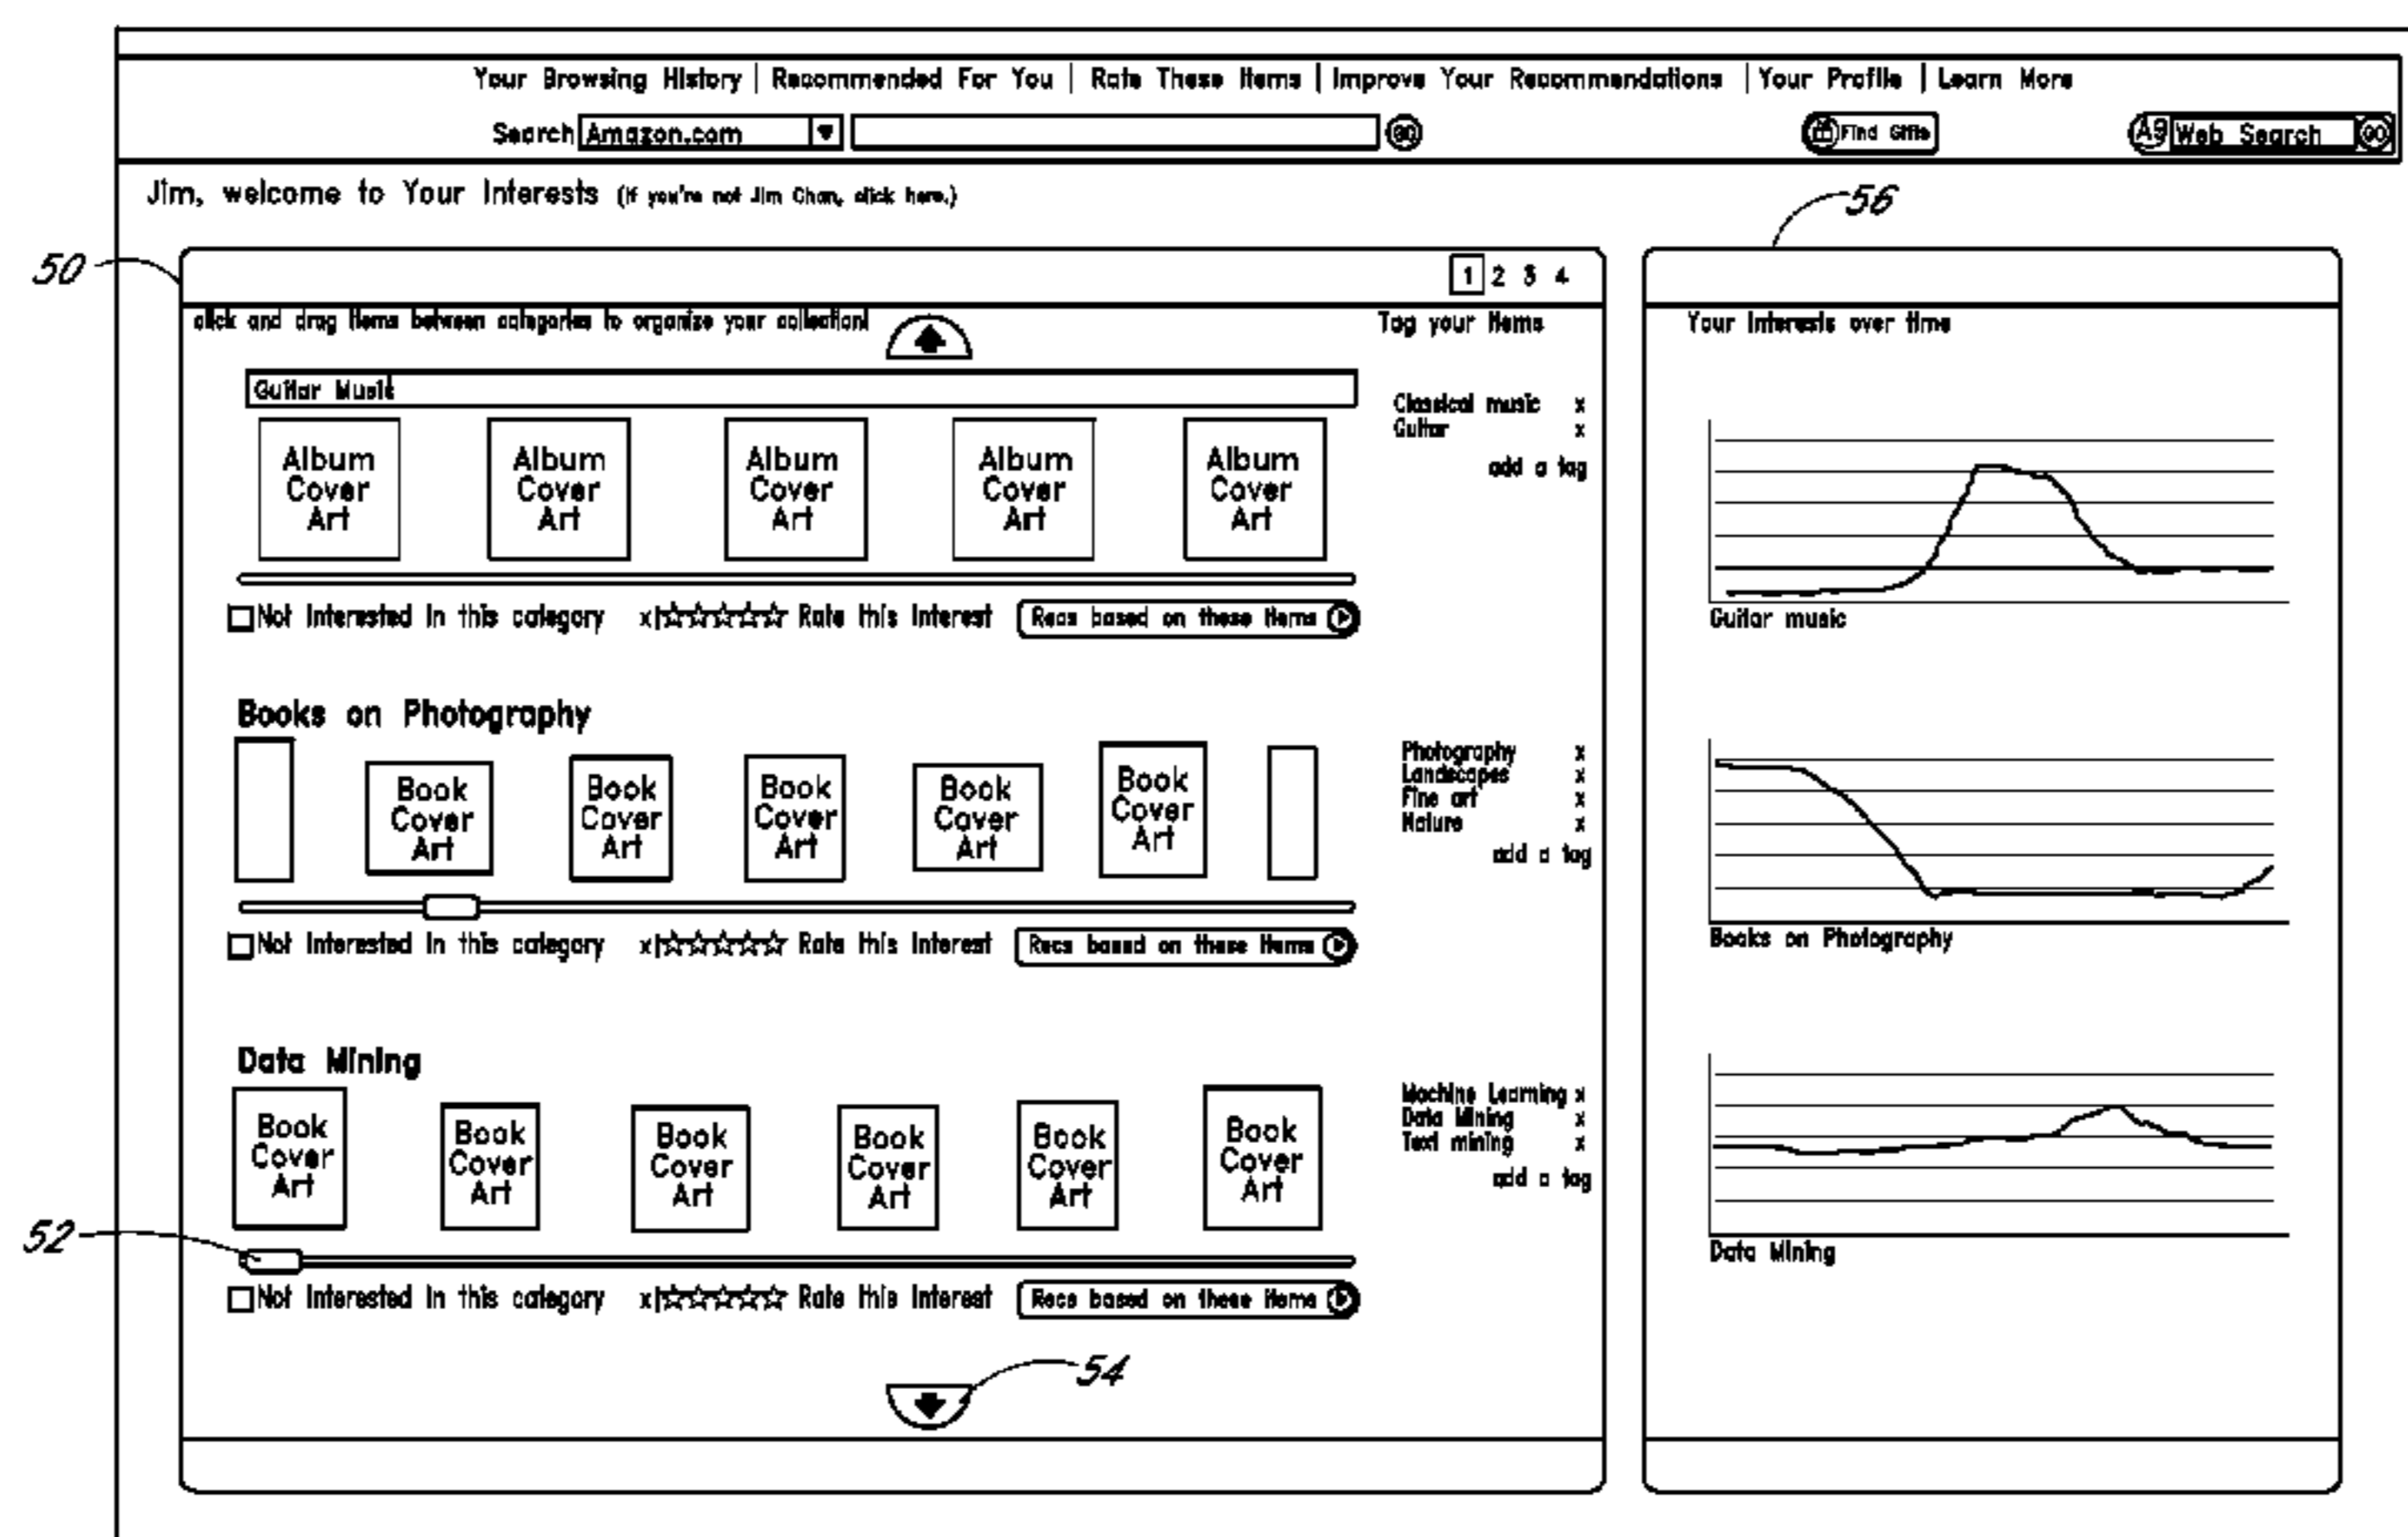 Your Browsing History | Recommended For You | Rate These Items | Improve Your Recommendations | Your Profile | Learn More
Search Amazon.com GO Find Gifts A9 Web Search GO
Jim, welcome to Your Interests (If you're not Jim Chan, click here.)
56
50
1 2 3 4
click and drag items between categories to organize your collection!
Tag your items
Your Interests over time
Guitar Music
Classical music x
Guitar x
add a tag
Album Cover Art
Album Cover Art
Album Cover Art
Album Cover Art
Album Cover Art
Not Interested in this category x|☆☆☆☆☆ Rate this Interest Recs based on these items
Guitar music
Books on Photography
Book Cover Art
Book Cover Art
Book Cover Art
Book Cover Art
Book Cover Art
Photography x
Landscapes x
Fine art x
Nature x
add a tag
Not Interested in this category x|☆☆☆☆☆ Rate this Interest Recs based on these items
Books on Photography
Data Mining
Book Cover Art
Book Cover Art
Book Cover Art
Book Cover Art
Book Cover Art
Book Cover Art
Machine Learning x
Data Mining x
Text mining x
add a tag
52
Not Interested in this category x|☆☆☆☆☆ Rate this Interest Recs based on these items
Data Mining
54